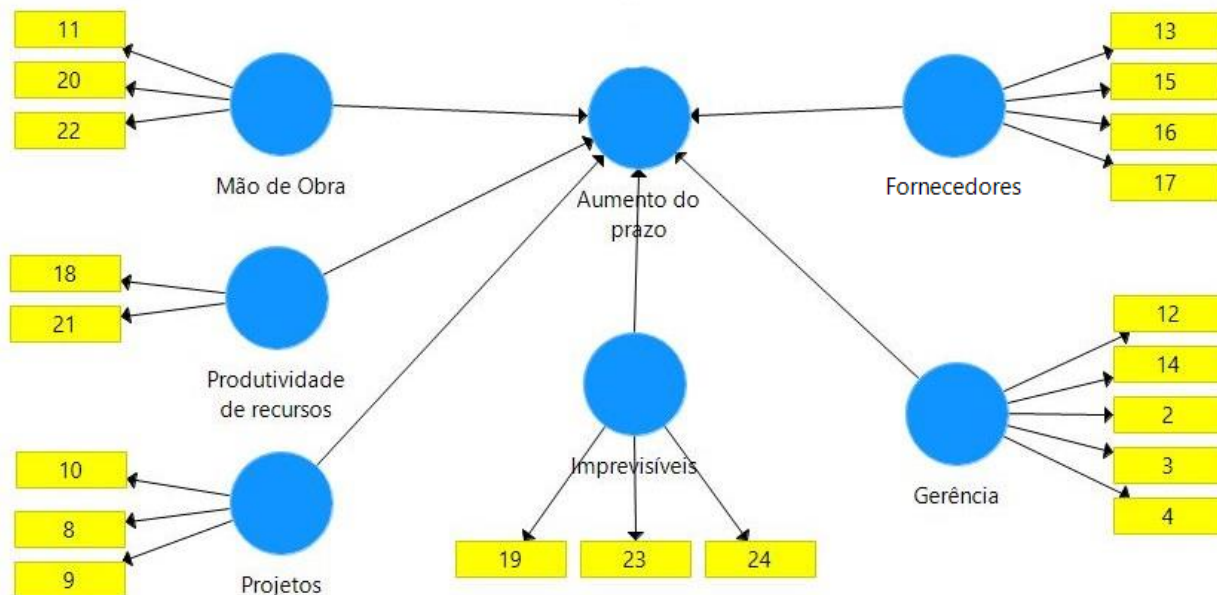 11
20
22
Mão de Obra
Aumento do
prazo
13
15
16
17
Fornecedores
18
21
Produtividade
de recursos
Imprevisíveis
12
14
2
3
4
Gerência
10
8
9
Projetos
19
23
24